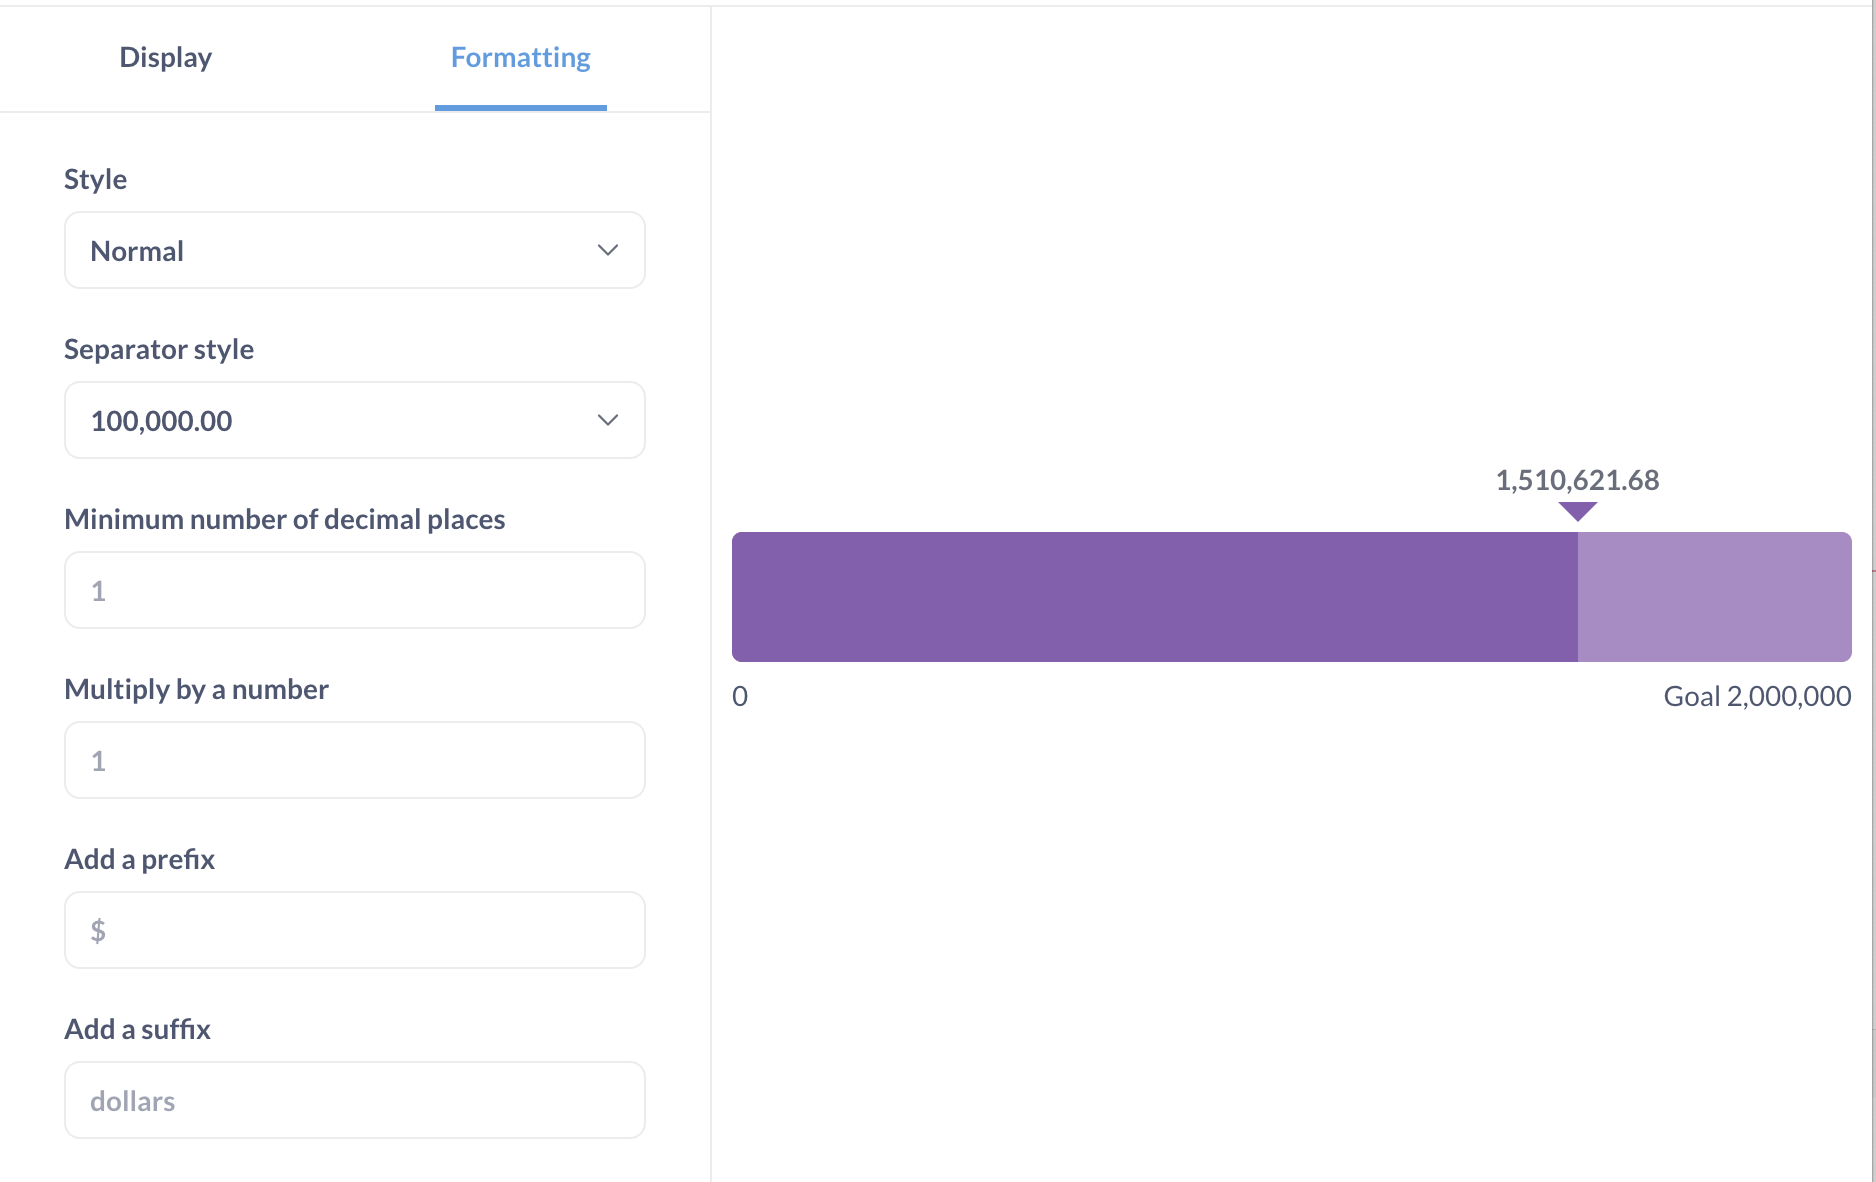 Display
Formatting
Style
Normal
Separator style
100,000.00
Minimum number of decimal places
1
Multiply by a number
1
Add a prefix
$
Add a suffix
dollars
1,510,621.68
0
Goal 2,000,000